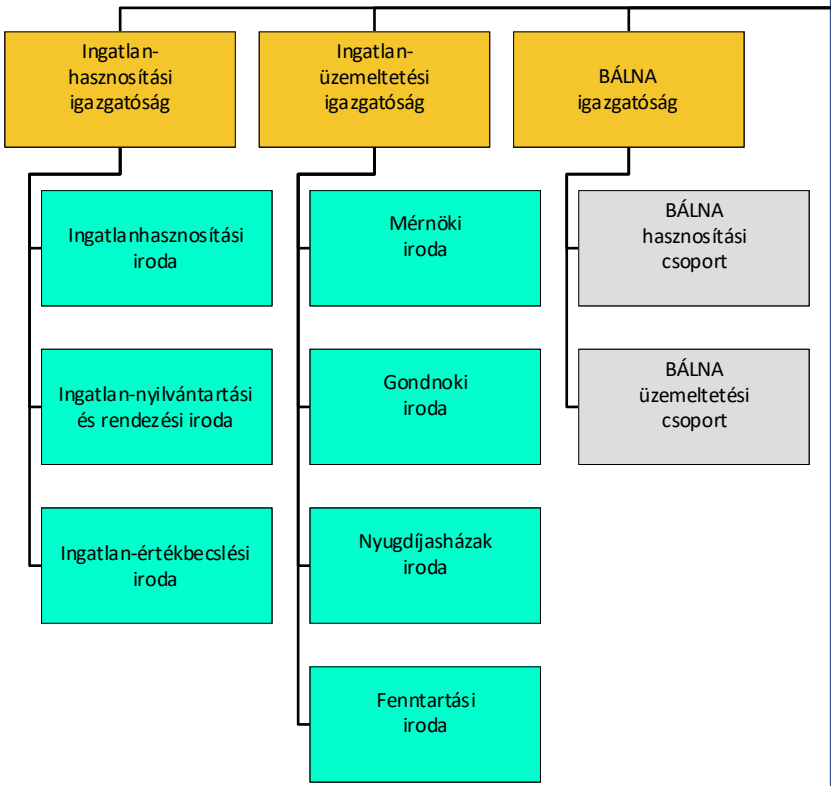 Ingatlan-
hasznosítási
igazgatóság
Ingatlan-
üzemeltetési
igazgatóság
BÁLNA
igazgatóság
Ingatlanhasznosítási
iroda
Ingatlan-nyilvántartási
és rendezési iroda
Ingatlan-értékbecslési
iroda
Mérnöki
iroda
Gondnoki
iroda
Nyugdíjasházak
iroda
Fenntartási
iroda
BÁLNA
hasznosítási
csoport
BÁLNA
üzemeltetési
csoport